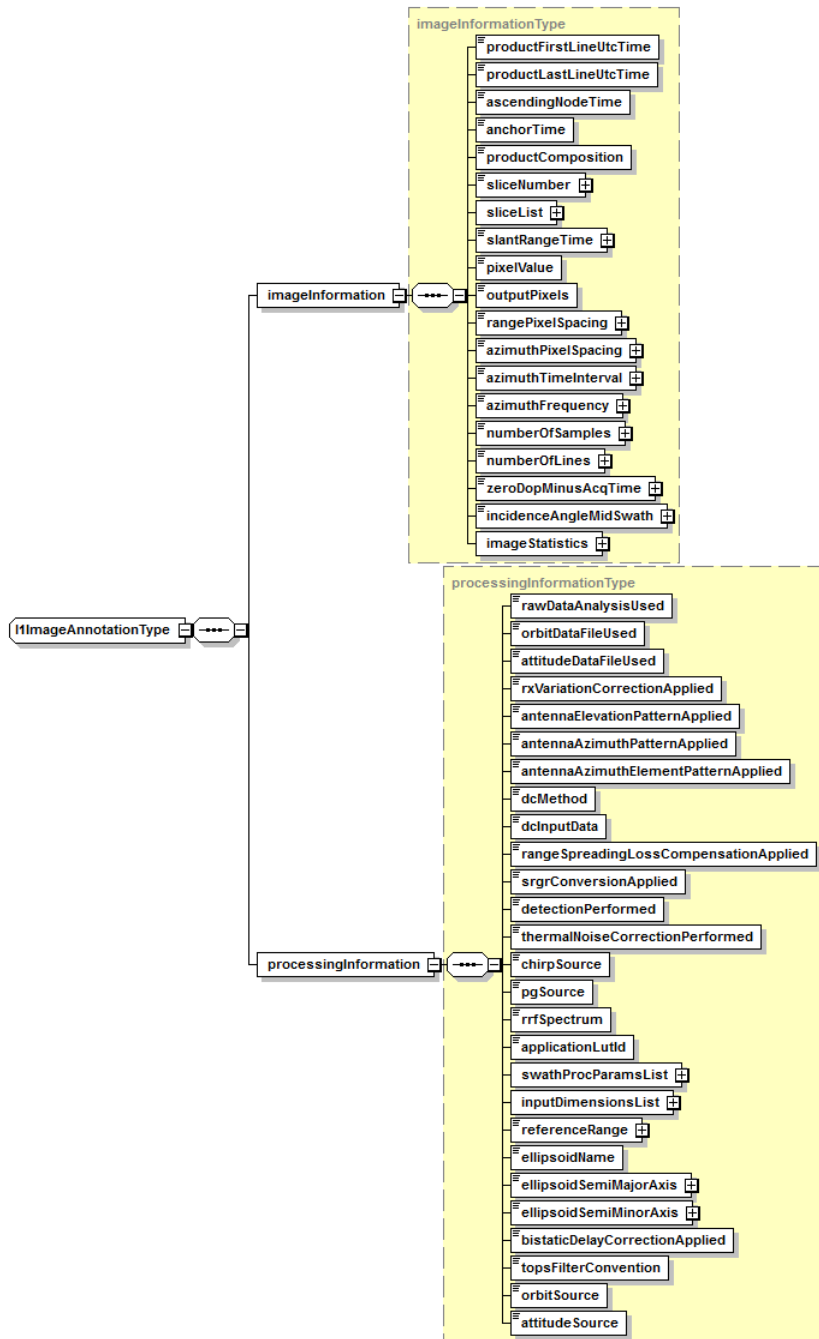 imageInformationType
productFirstLineUtcTime
productLastLineUtcTime
ascendingNodeTime
anchorTime
productComposition
sliceNumber
sliceList
slantRangeTime
pixelValue
imageInformation
outputPixels
rangePixelSpacing
azimuthPixelSpacing
azimuthTimeInterval
azimuthFrequency
numberOfSamples
numberOfLines
zeroDopMinusAcqTime
incidenceAngleMidSwath
imageStatistics
processingInformationType
rawDataAnalysisUsed
l1ImageAnnotationType
orbitDataFileUsed
attitudeDataFileUsed
rxVariationCorrectionApplied
antennaElevationPatternApplied
antennaAzimuthPatternApplied
antennaAzimuthElementPatternApplied
dcMethod
dcInputData
rangeSpreadingLossCompensationApplied
srgrConversionApplied
detectionPerformed
thermalNoiseCorrectionPerformed
processingInformation
chirpSource
pgSource
rrfSpectrum
applicationLutId
swathProcParamsList
inputDimensionsList
referenceRange
ellipsoidName
ellipsoidSemiMajorAxis
ellipsoidSemiMinorAxis
bistaticDelayCorrectionApplied
topsFilterConvention
orbitSource
attitudeSource